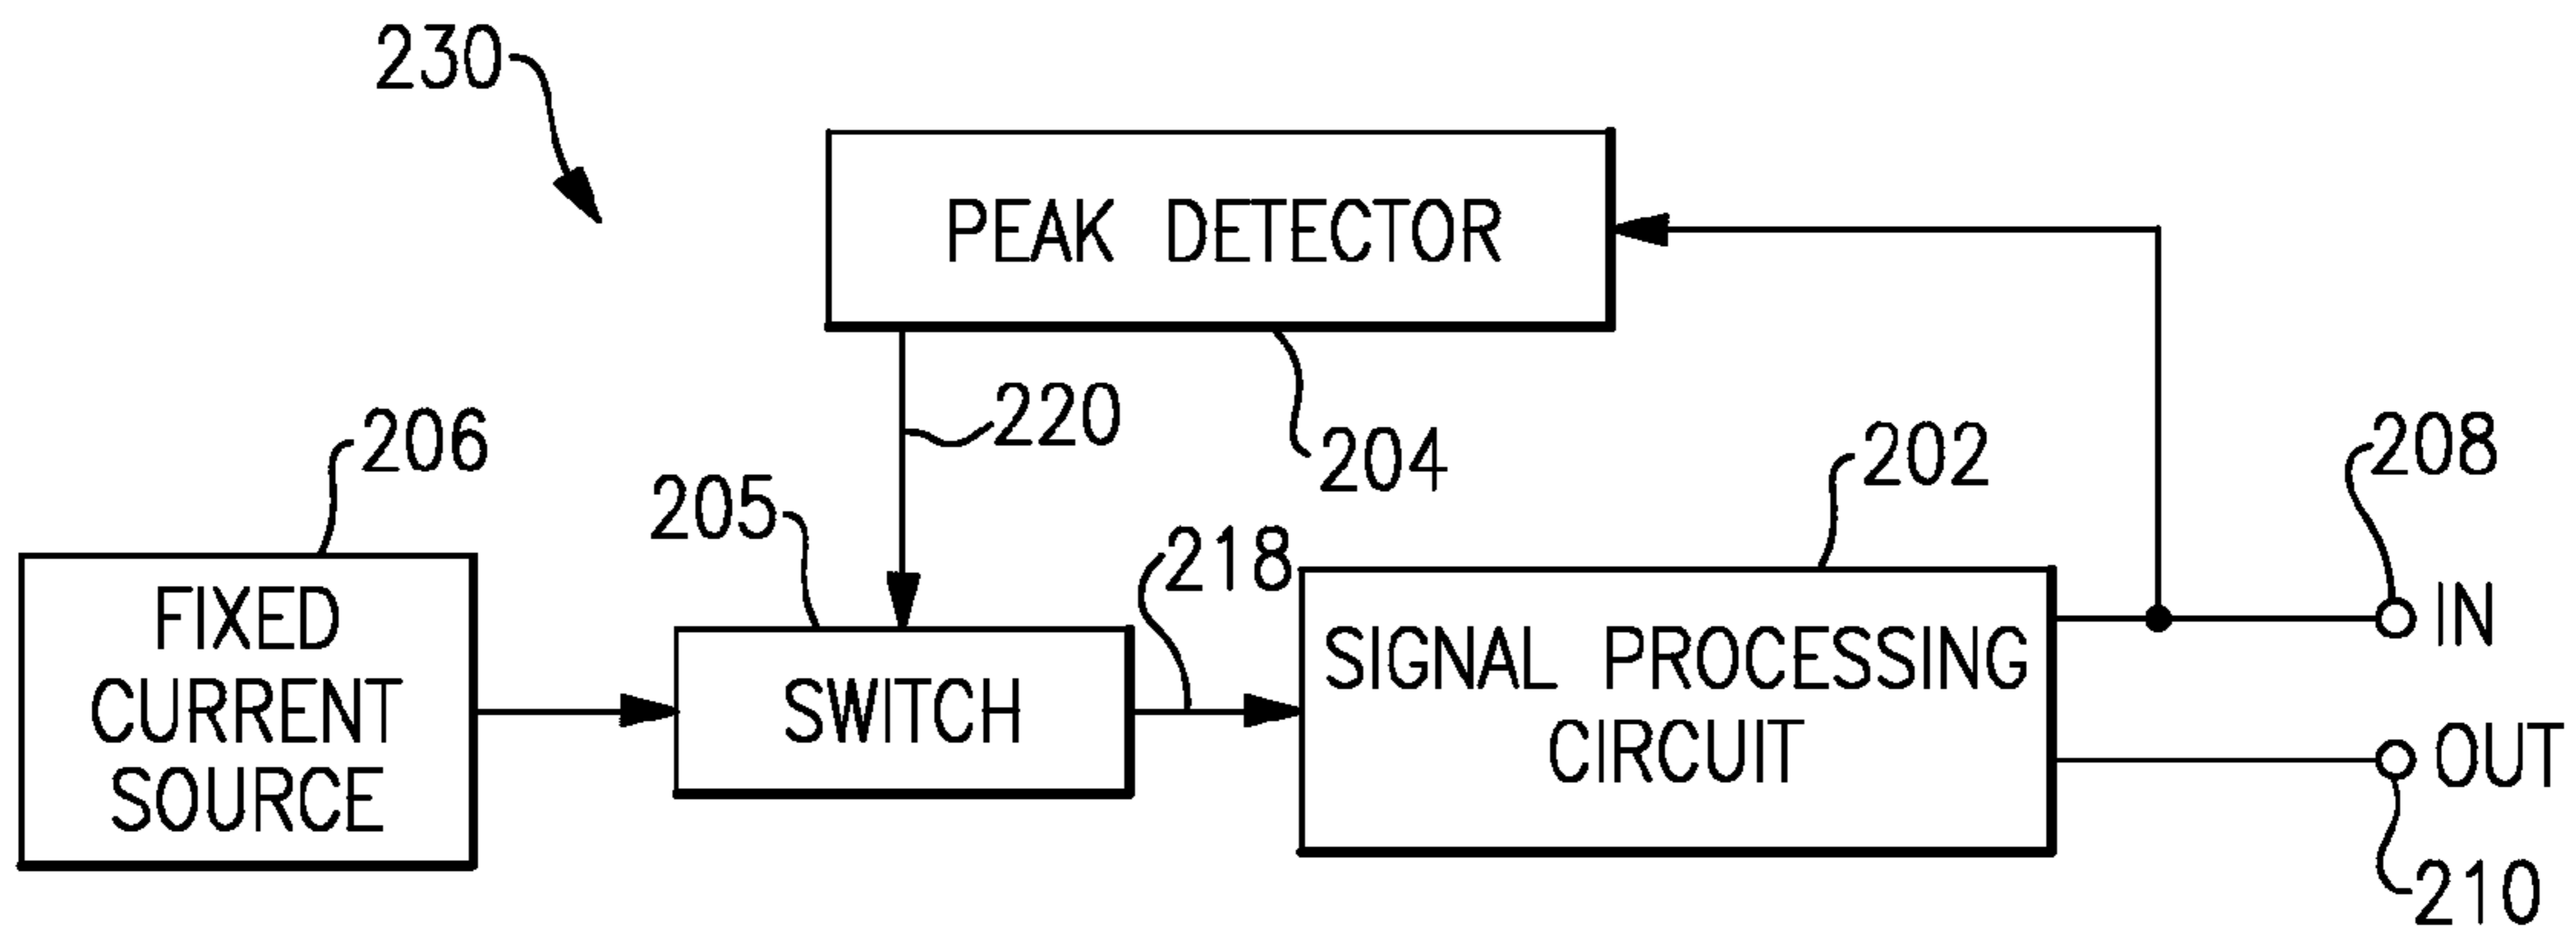 230
PEAK DETECTOR
220
204
206
205
218
202
208
FIXED
CURRENT
SOURCE
SWITCH
SIGNAL PROCESSING
CIRCUIT
IN
OUT
210